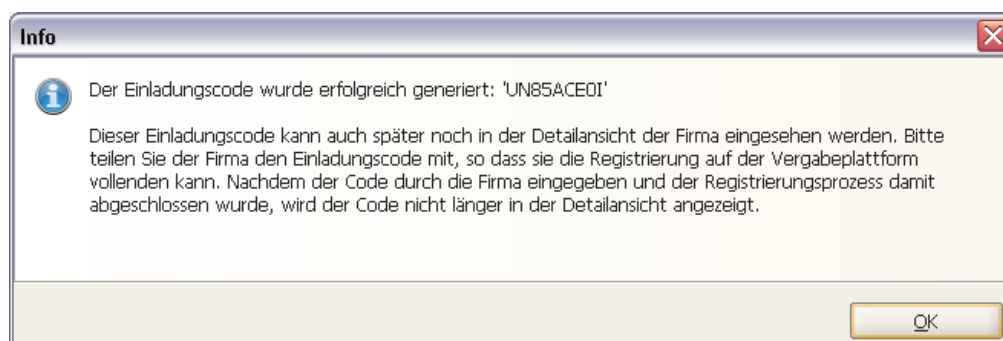 Info
Der Einladungscode wurde erfolgreich generiert: 'UN85ACE0I'
Dieser Einladungscode kann auch später noch in der Detailansicht der Firma eingesehen werden. Bitte
teilen Sie der Firma den Einladungscode mit, so dass sie die Registrierung auf der Vergabeplattform
vollenden kann. Nachdem der Code durch die Firma eingegeben und der Registrierungsprozess damit
abgeschlossen wurde, wird der Code nicht länger in der Detailansicht angezeigt.
OK